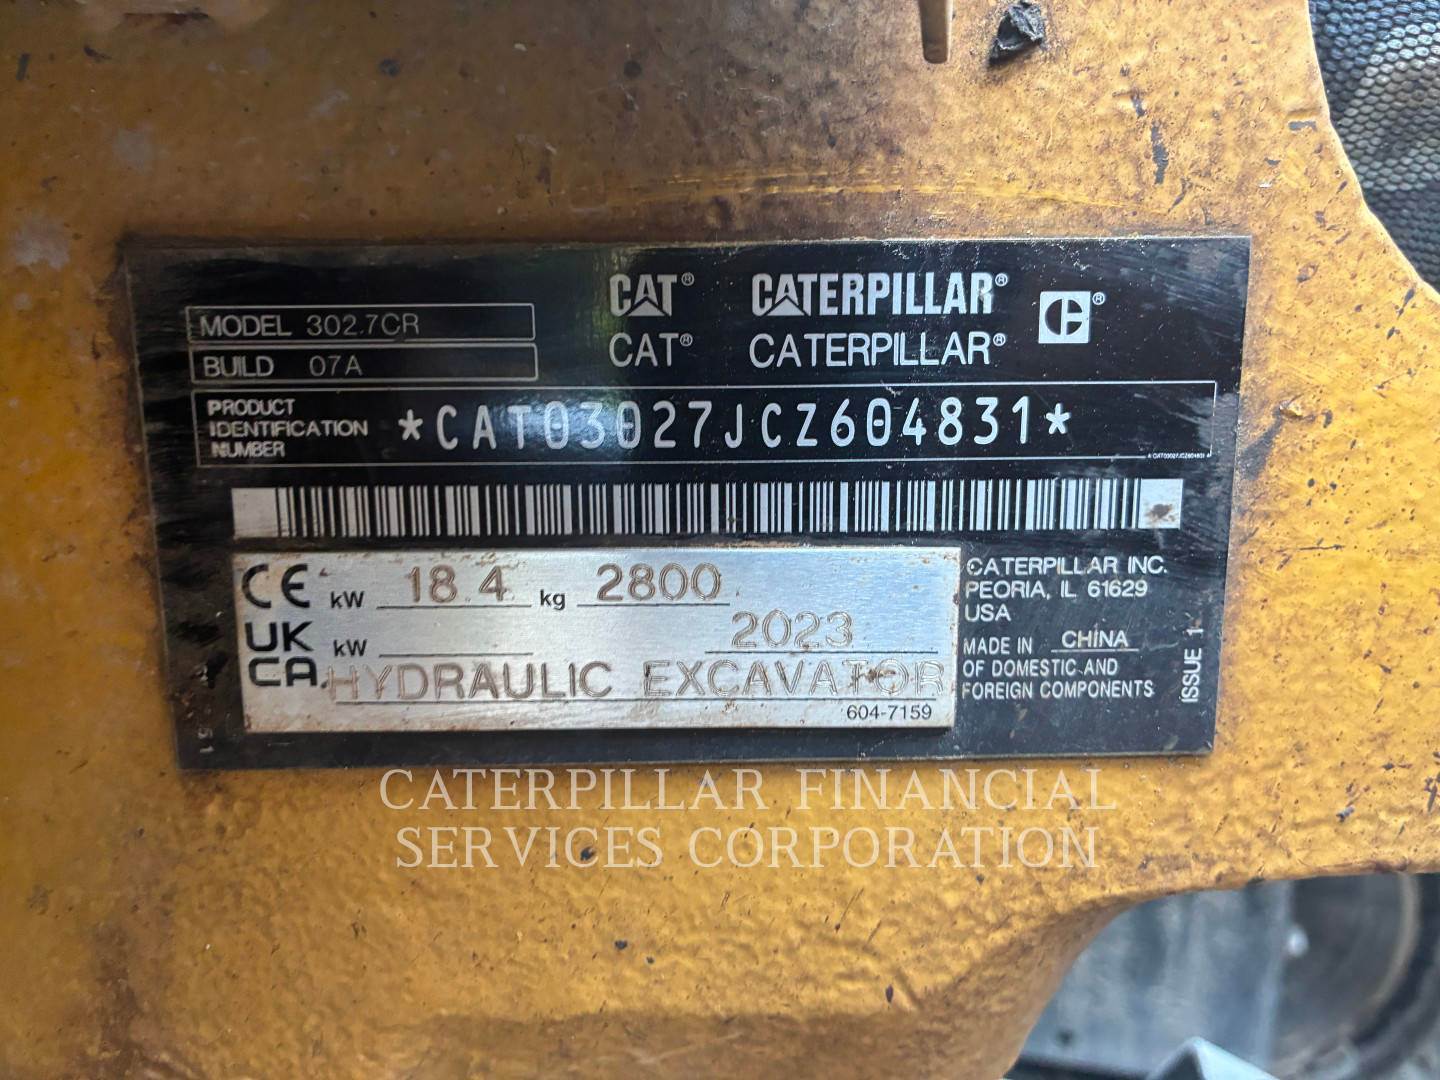 CAT® CATERPILLAR®
CAT® CATERPILLAR®
MODEL 302.7CR
BUILD 07A
PRODUCT IDENTIFICATION NUMBER *CAT03027JCZ604831*
*CAT03027JCZ604831*
CE kW 18.4 kg 2800
UK CA kW 2023
HYDRAULIC EXCAVATOR
604-7159
CATERPILLAR INC.
PEORIA, IL 61629
USA
MADE IN CHINA
OF DOMESTIC AND
FOREIGN COMPONENTS
ISSUE 1
51
CATERPILLAR FINANCIAL
SERVICES CORPORATION